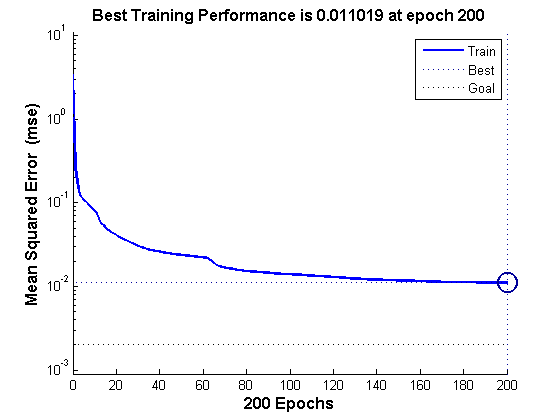 Best Training Performance is 0.011019 at epoch 200
Train
Best
Goal
Mean Squared Error (mse)
10^1
10^0
10^-1
10^-2
10^-3
0 20 40 60 80 100 120 140 160 180 200
200 Epochs